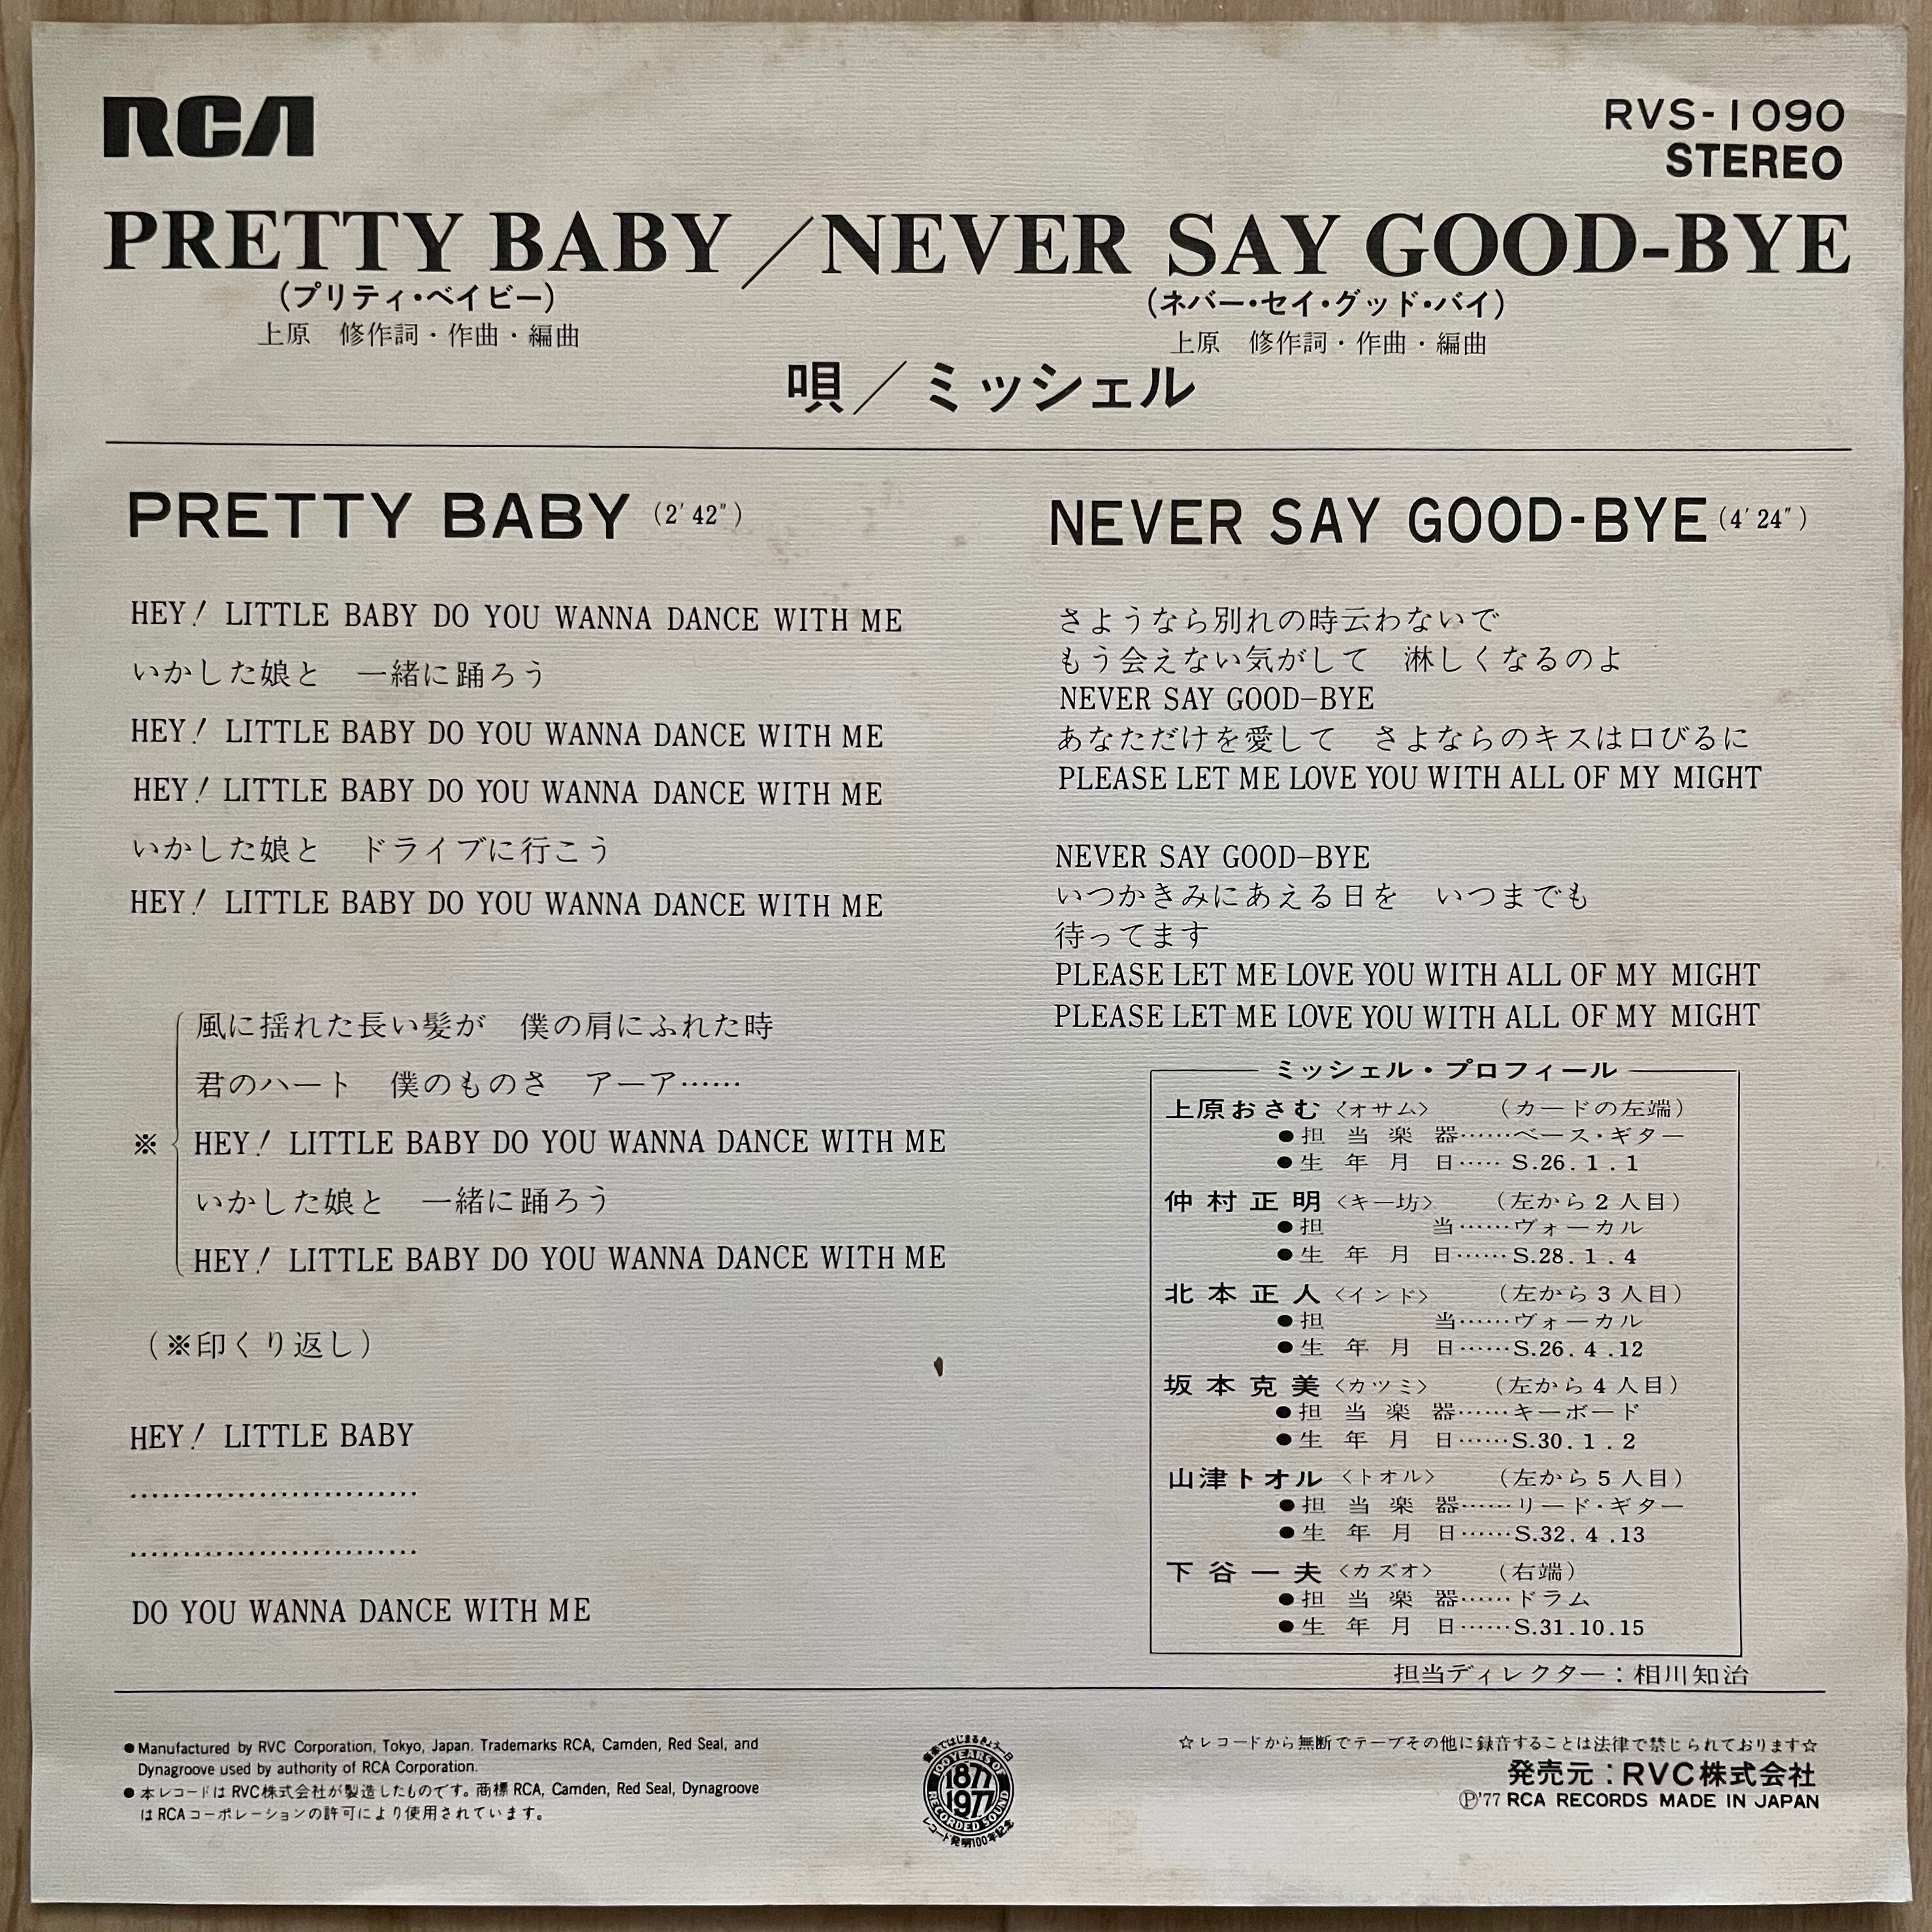 RCA
RVS-1090
STEREO
PRETTY BABY／NEVER SAY GOOD-BYE
(プリティ・ベイビー)
(ネバー・セイ・グッド・バイ)
上原　修作詞・作曲・編曲
上原　修作詞・作曲・編曲
唄／ミッシェル
PRETTY BABY (2′42″)
HEY! LITTLE BABY DO YOU WANNA DANCE WITH ME
いかした娘と　一緒に踊ろう
HEY! LITTLE BABY DO YOU WANNA DANCE WITH ME
HEY! LITTLE BABY DO YOU WANNA DANCE WITH ME
いかした娘と　ドライブに行こう
HEY! LITTLE BABY DO YOU WANNA DANCE WITH ME
風に揺れた長い髪が　僕の肩にふれた時
君のハート　僕のものさ　アーア……
※ HEY! LITTLE BABY DO YOU WANNA DANCE WITH ME
いかした娘と　一緒に踊ろう
HEY! LITTLE BABY DO YOU WANNA DANCE WITH ME
(※印くり返し)
HEY! LITTLE BABY
…………………………
…………………………
DO YOU WANNA DANCE WITH ME
NEVER SAY GOOD-BYE (4′24″)
さようなら別れの時云わないで
もう会えない気がして　淋しくなるのよ
NEVER SAY GOOD−BYE
あなただけを愛して　さよならのキスは口びるに
PLEASE LET ME LOVE YOU WITH ALL OF MY MIGHT
NEVER SAY GOOD−BYE
いつかきみにあえる日を　いつまでも
待ってます
PLEASE LET ME LOVE YOU WITH ALL OF MY MIGHT
PLEASE LET ME LOVE YOU WITH ALL OF MY MIGHT
ミッシェル・プロフィール
上原おさむ〈オサム〉　(カードの左端)
●担当楽器……ベース・ギター
●生年月日…… S.26.1.1
仲村正明〈キー坊〉　(左から2人目)
●担当……ヴォーカル
●生年月日……S.28.1.4
北本正人〈インド〉　(左から3人目)
●担当……ヴォーカル
●生年月日……S.26.4.12
坂本克美〈カツミ〉　(左から4人目)
●担当楽器……キーボード
●生年月日……S.30.1.2
山津トオル〈トオル〉　(左から5人目)
●担当楽器……リード・ギター
●生年月日……S.32.4.13
下谷一夫〈カズオ〉　(右端)
●担当楽器……ドラム
●生年月日……S.31.10.15
担当ディレクター：相川知治
●Manufactured by RVC Corporation, Tokyo, Japan. Trademarks RCA, Camden, Red Seal, and
Dynagroove used by authority of RCA Corporation.
●本レコードはRVC株式会社が製造したものです。商標RCA, Camden, Red Seal, Dynagroove
はRCAコーポレーションの許可により使用されています。
音楽ではじまるきょう一日
100 YEARS OF
1877
1977
RECORDED SOUND
レコード発明100年記念
☆レコードから無断でテープその他に録音することは法律で禁じられております☆
発売元：RVC株式会社
Ⓟ'77 RCA RECORDS MADE IN JAPAN